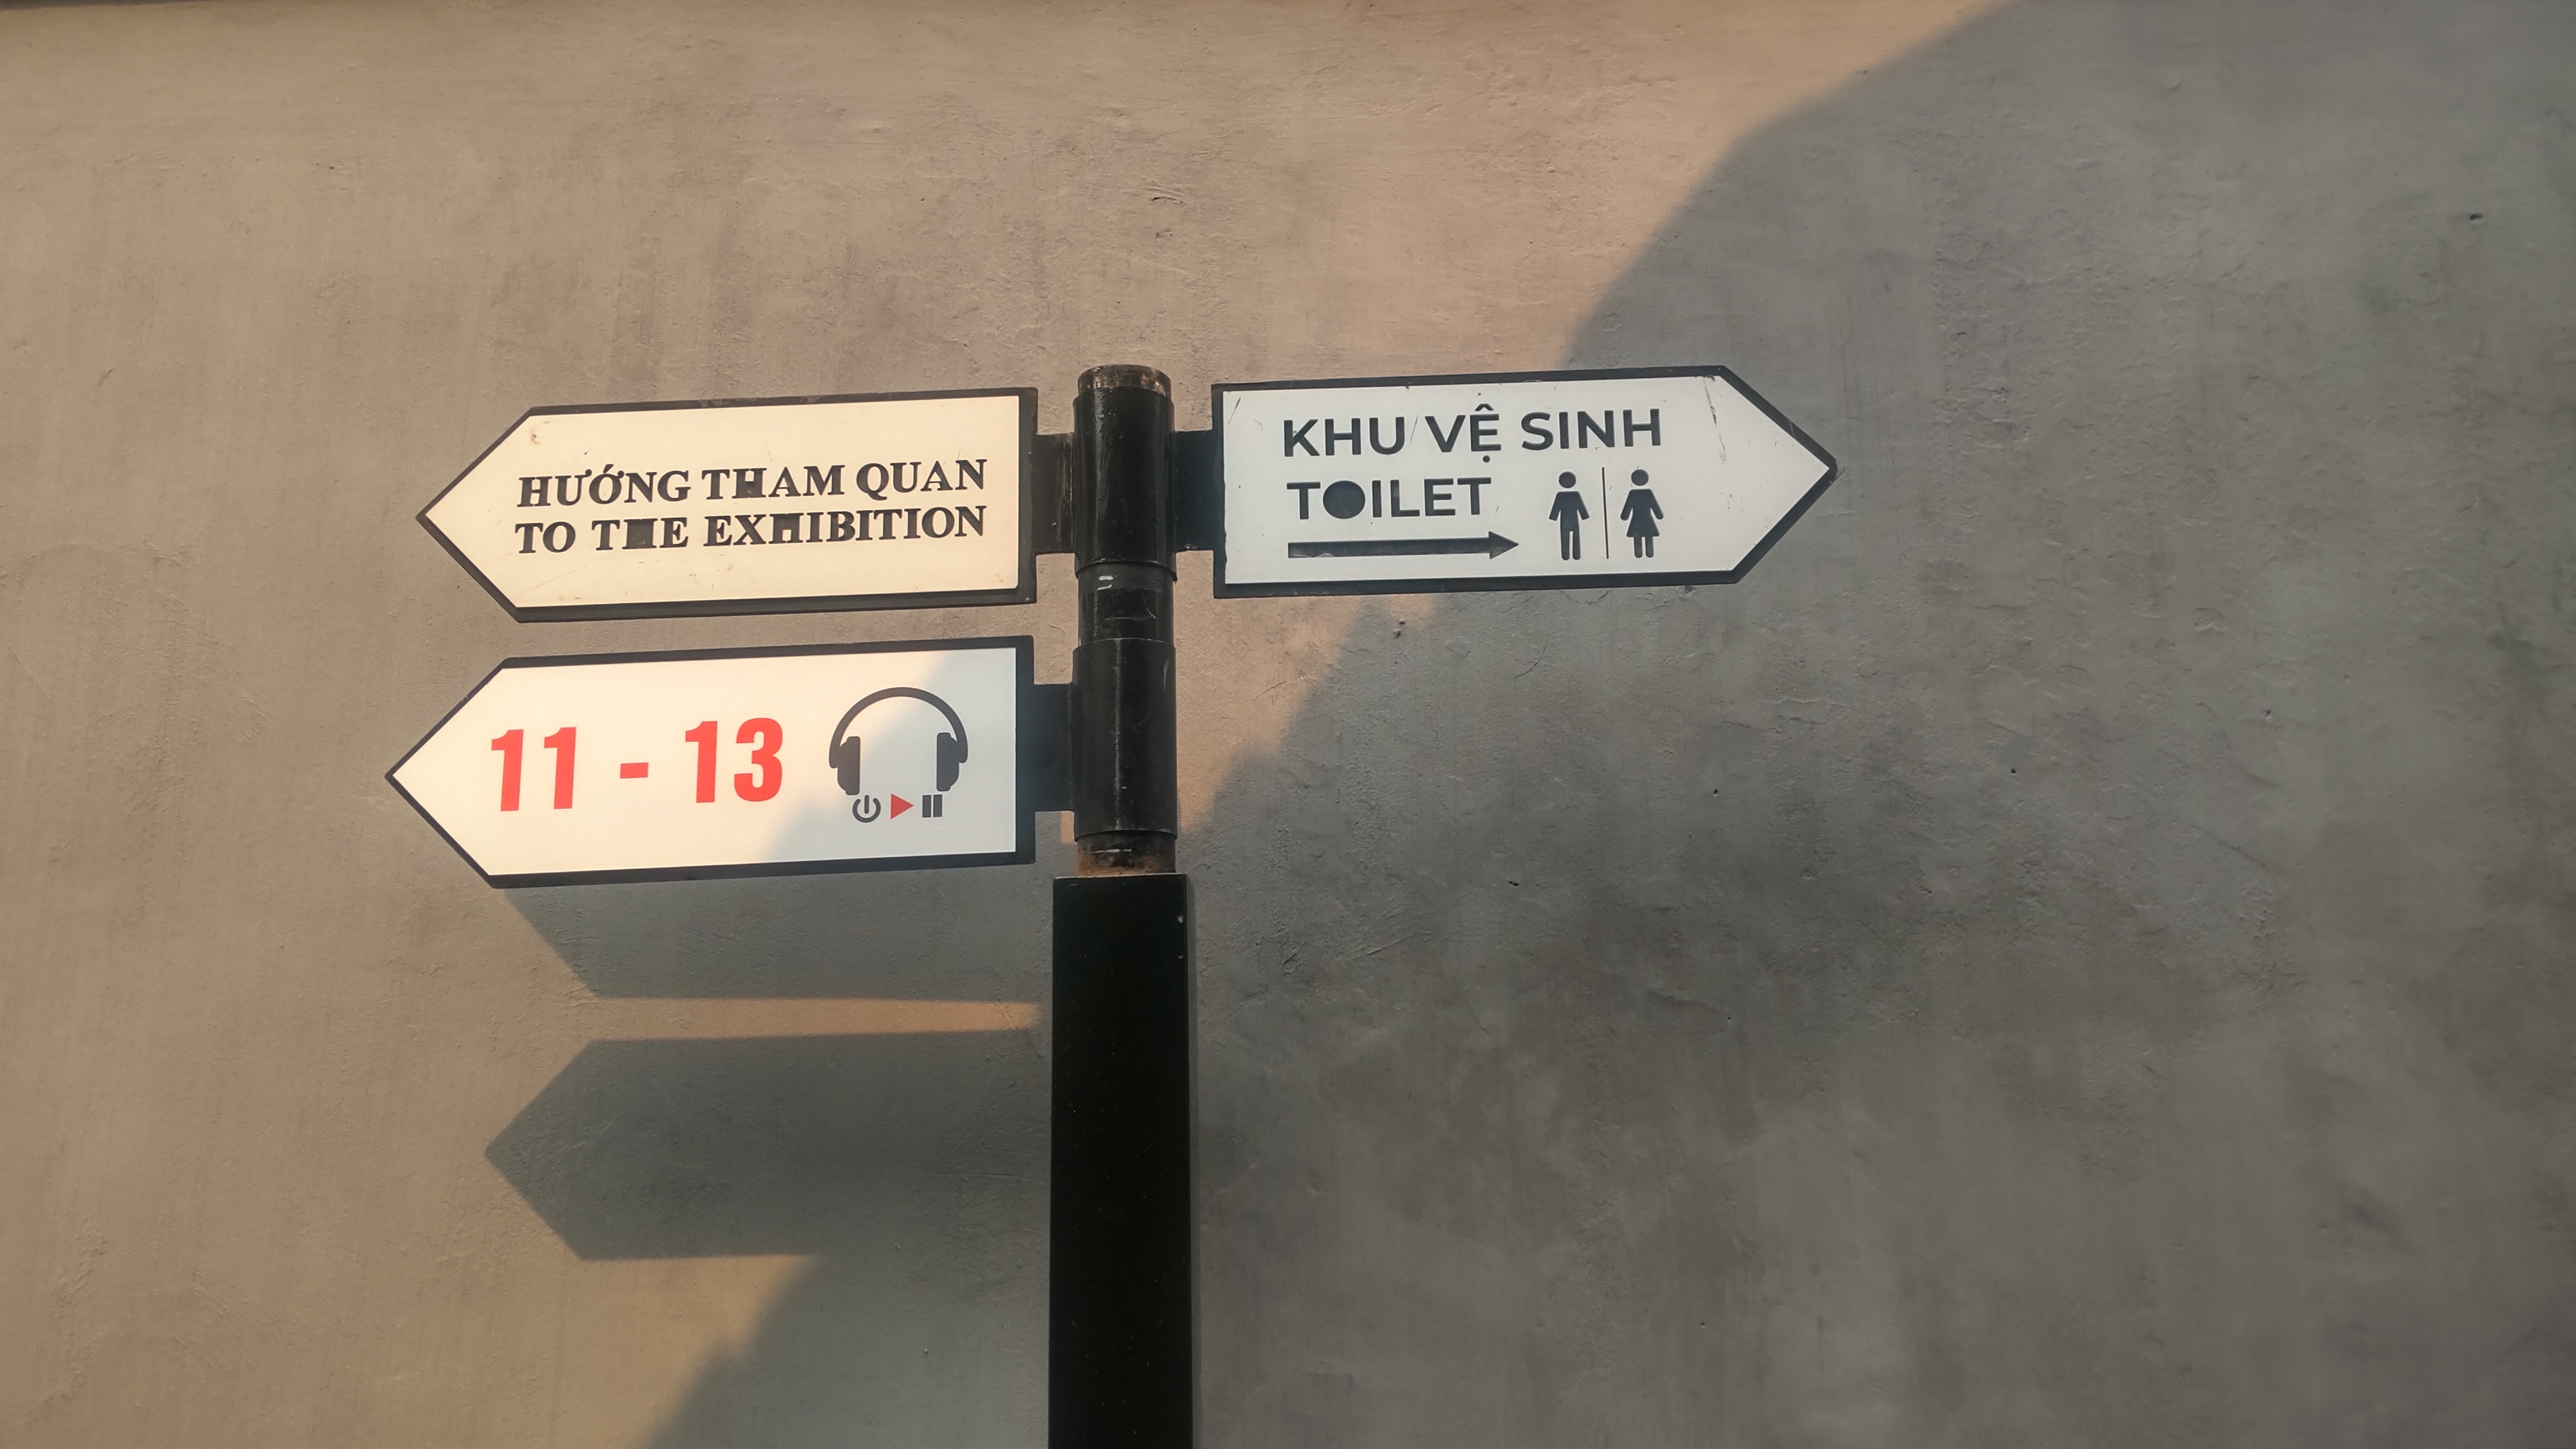 HƯỚNG THAM QUAN
TO THE EXHIBITION
KHU VỆ SINH
TOILET
11 - 13